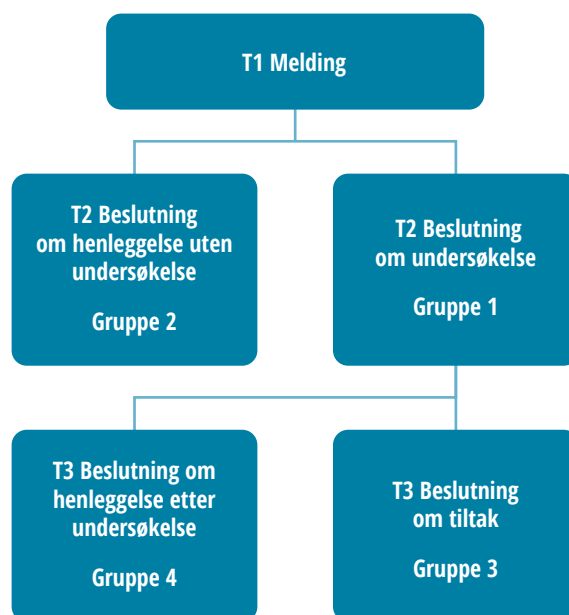 T1 Melding
T2 Beslutning
om henleggelse uten
undersøkelse
Gruppe 2
T2 Beslutning
om undersøkelse
Gruppe 1
T3 Beslutning om
henleggelse etter
undersøkelse
Gruppe 4
T3 Beslutning
om tiltak
Gruppe 3